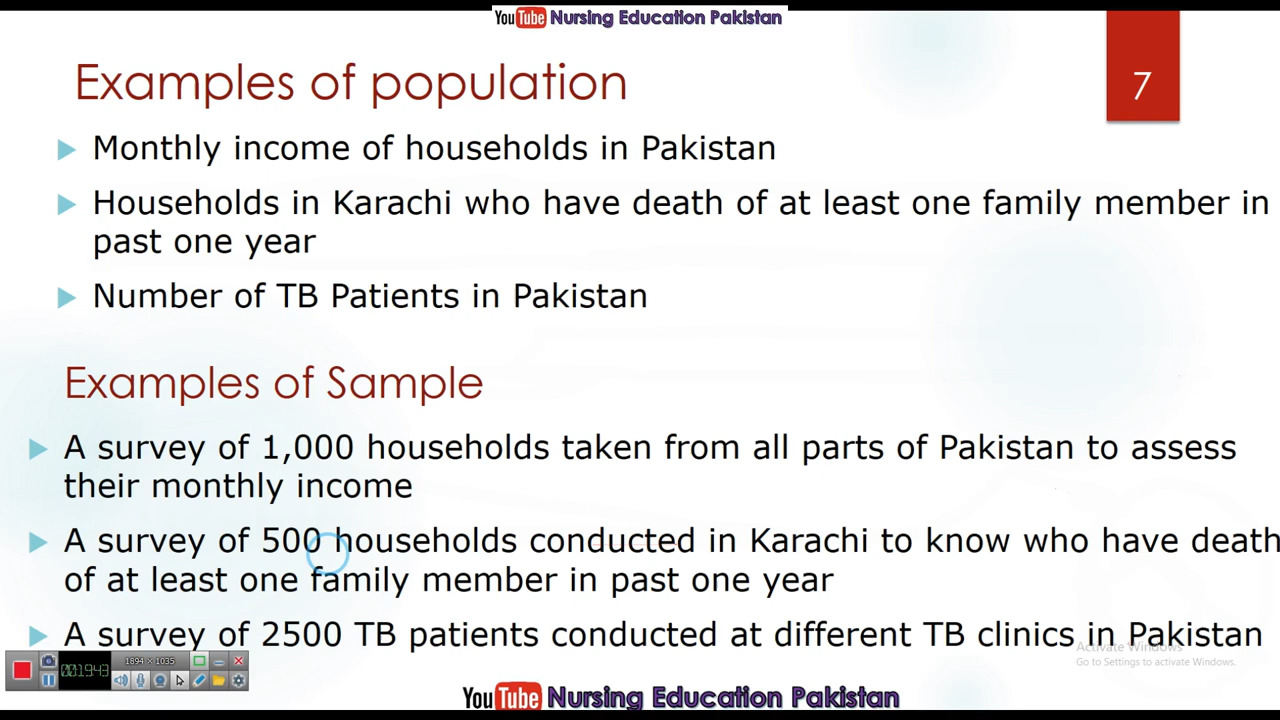 YouTube Nursing Education Pakistan
Examples of population
7
Monthly income of households in Pakistan
Households in Karachi who have death of at least one family member in
past one year
Number of TB Patients in Pakistan
Examples of Sample
A survey of 1,000 households taken from all parts of Pakistan to assess
their monthly income
A survey of 500 households conducted in Karachi to know who have death
of at least one family member in past one year
A survey of 2500 TB patients conducted at different TB clinics in Pakistan
Activate Windows
Go to Settings to activate Windows.
1894 × 1035
001943
YouTube Nursing Education Pakistan